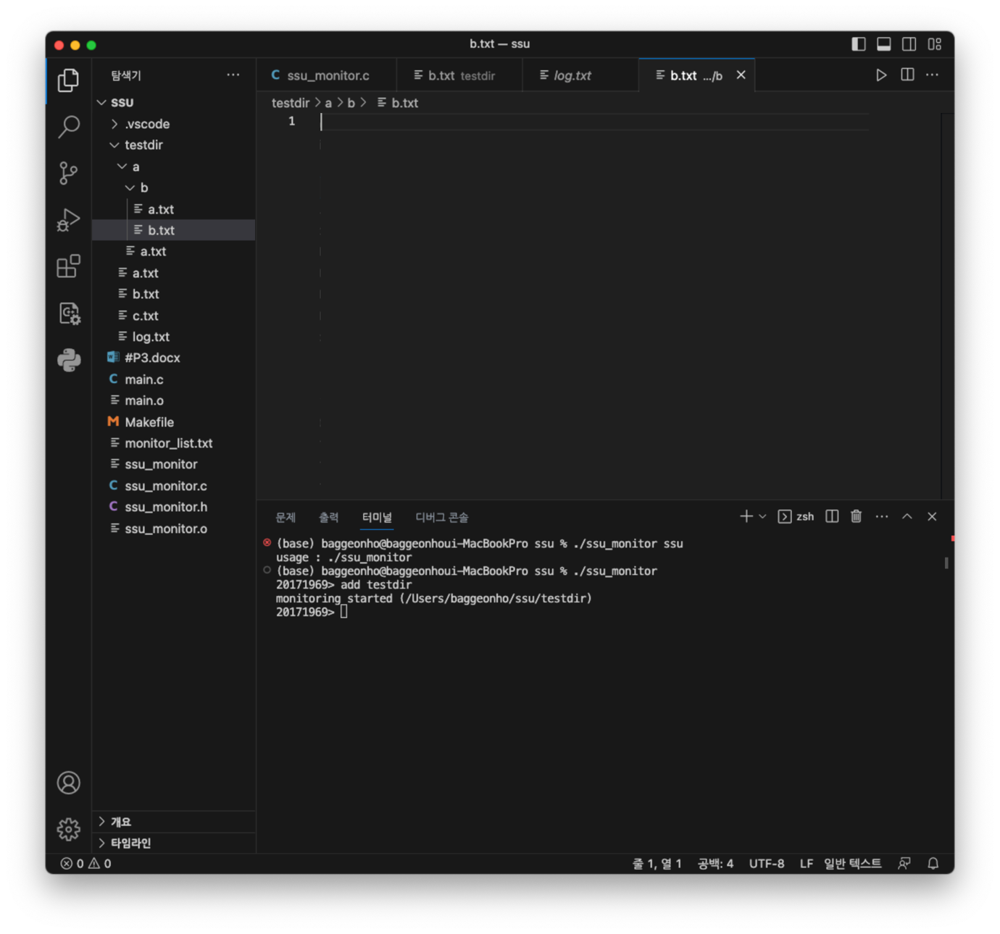 b.txt — ssu
탐색기
ssu_monitor.c
b.txt testdir
log.txt
b.txt .../b
testdir > a > b > b.txt
SSU
.vscode
testdir
a
b
a.txt
b.txt
a.txt
a.txt
b.txt
c.txt
log.txt
#P3.docx
main.c
main.o
Makefile
monitor_list.txt
ssu_monitor
ssu_monitor.c
ssu_monitor.h
ssu_monitor.o
개요
타임라인
1
문제 출력 터미널 디버그 콘솔
zsh
(base) baggeonho@baggeonhoui-MacBookPro ssu % ./ssu_monitor ssu
usage : ./ssu_monitor
(base) baggeonho@baggeonhoui-MacBookPro ssu % ./ssu_monitor
20171969> add testdir
monitoring started (/Users/baggeonho/ssu/testdir)
20171969>
0 0
줄 1, 열 1 공백: 4 UTF-8 LF 일반 텍스트